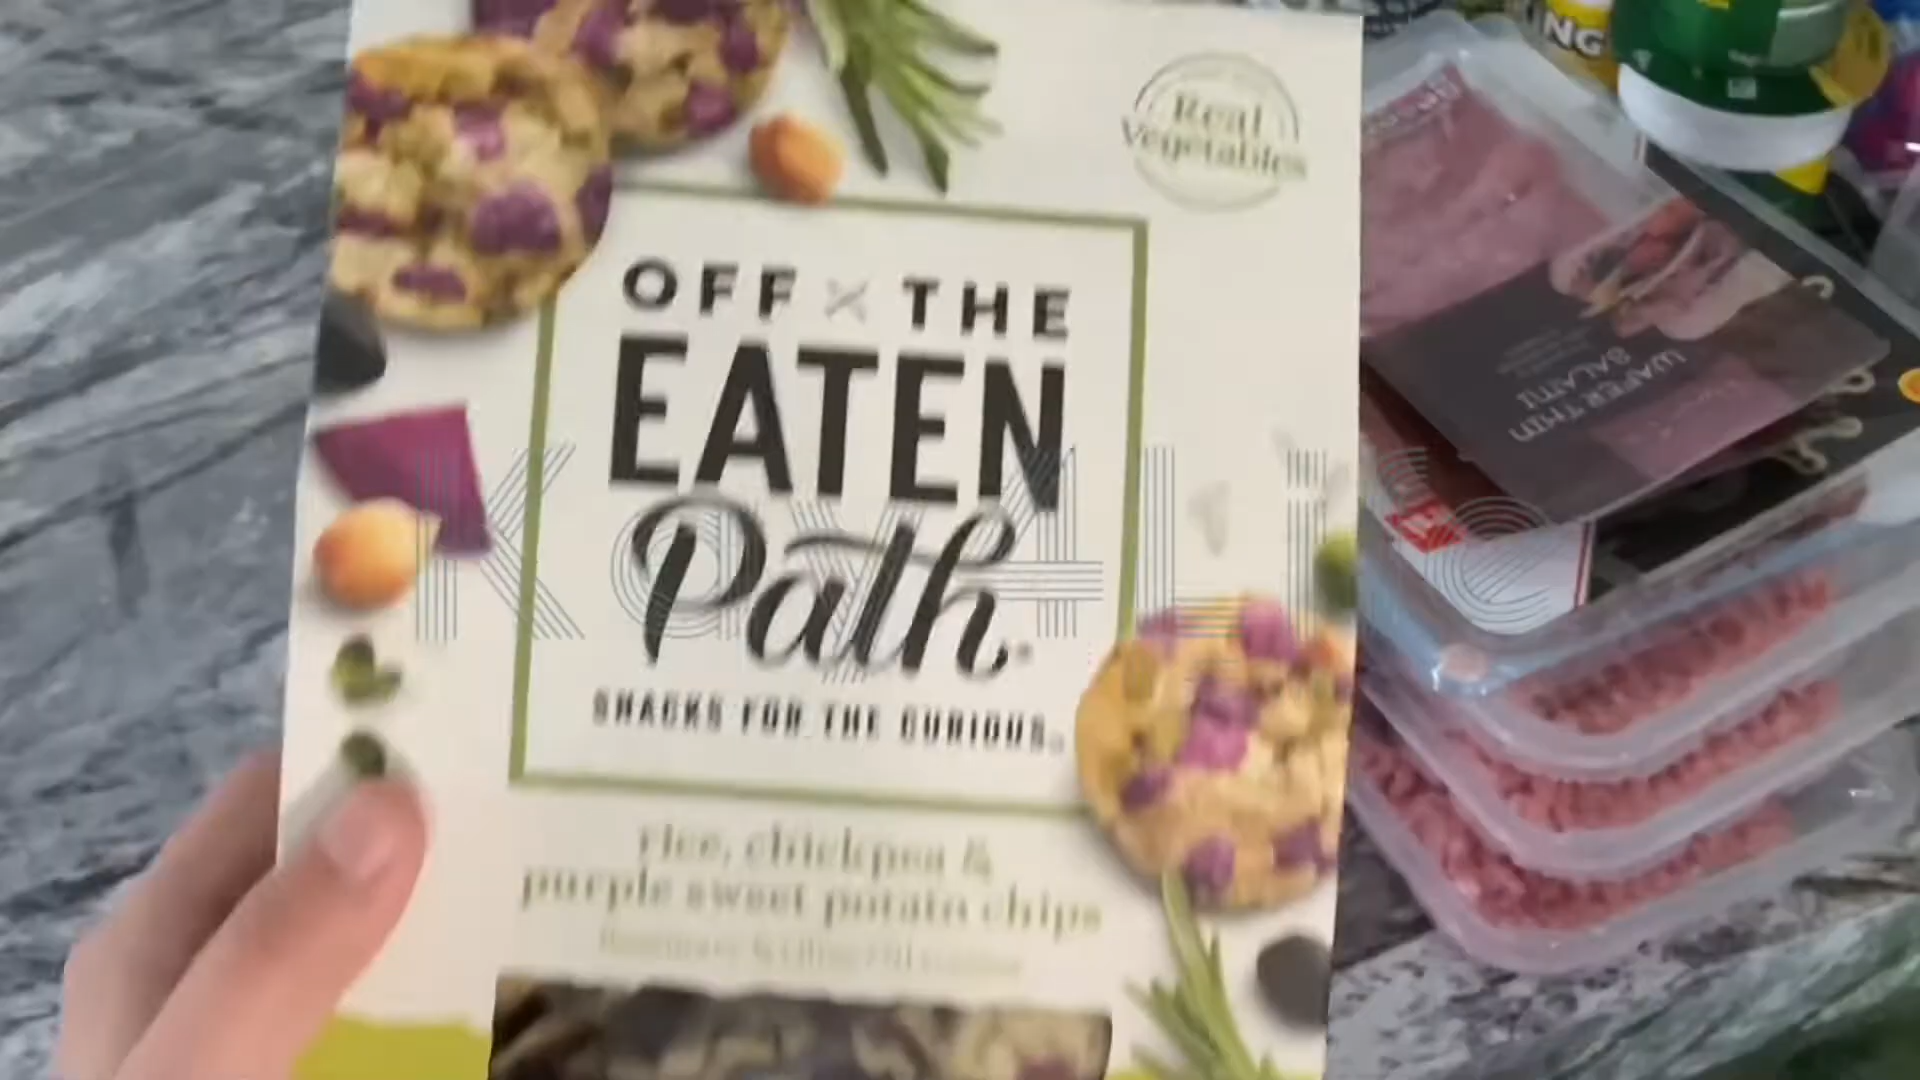 Real
Vegetables
OFF THE
EATEN
Path
SNACKS FOR THE CURIOUS
rice, chickpea &
purple sweet potato chips
WAFER THIN
SALAMI
ING